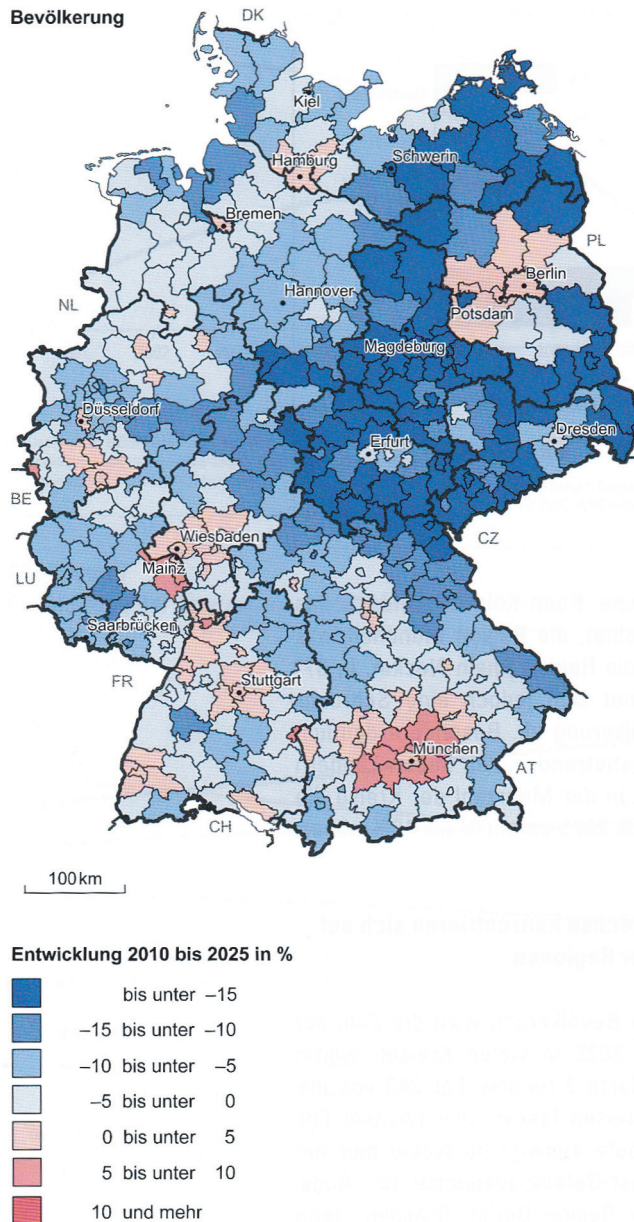 Bevölkerung
DK
Kiel
Hamburg
Schwerin
Bremen
PL
Berlin
NL
Hannover
Potsdam
Magdeburg
Düsseldorf
Erfurt
Dresden
BE
Wiesbaden
CZ
Mainz
LU
Saarbrücken
FR
Stuttgart
München
AT
CH
100 km
Entwicklung 2010 bis 2025 in %
bis unter –15
–15 bis unter –10
–10 bis unter –5
–5 bis unter 0
0 bis unter 5
5 bis unter 10
10 und mehr